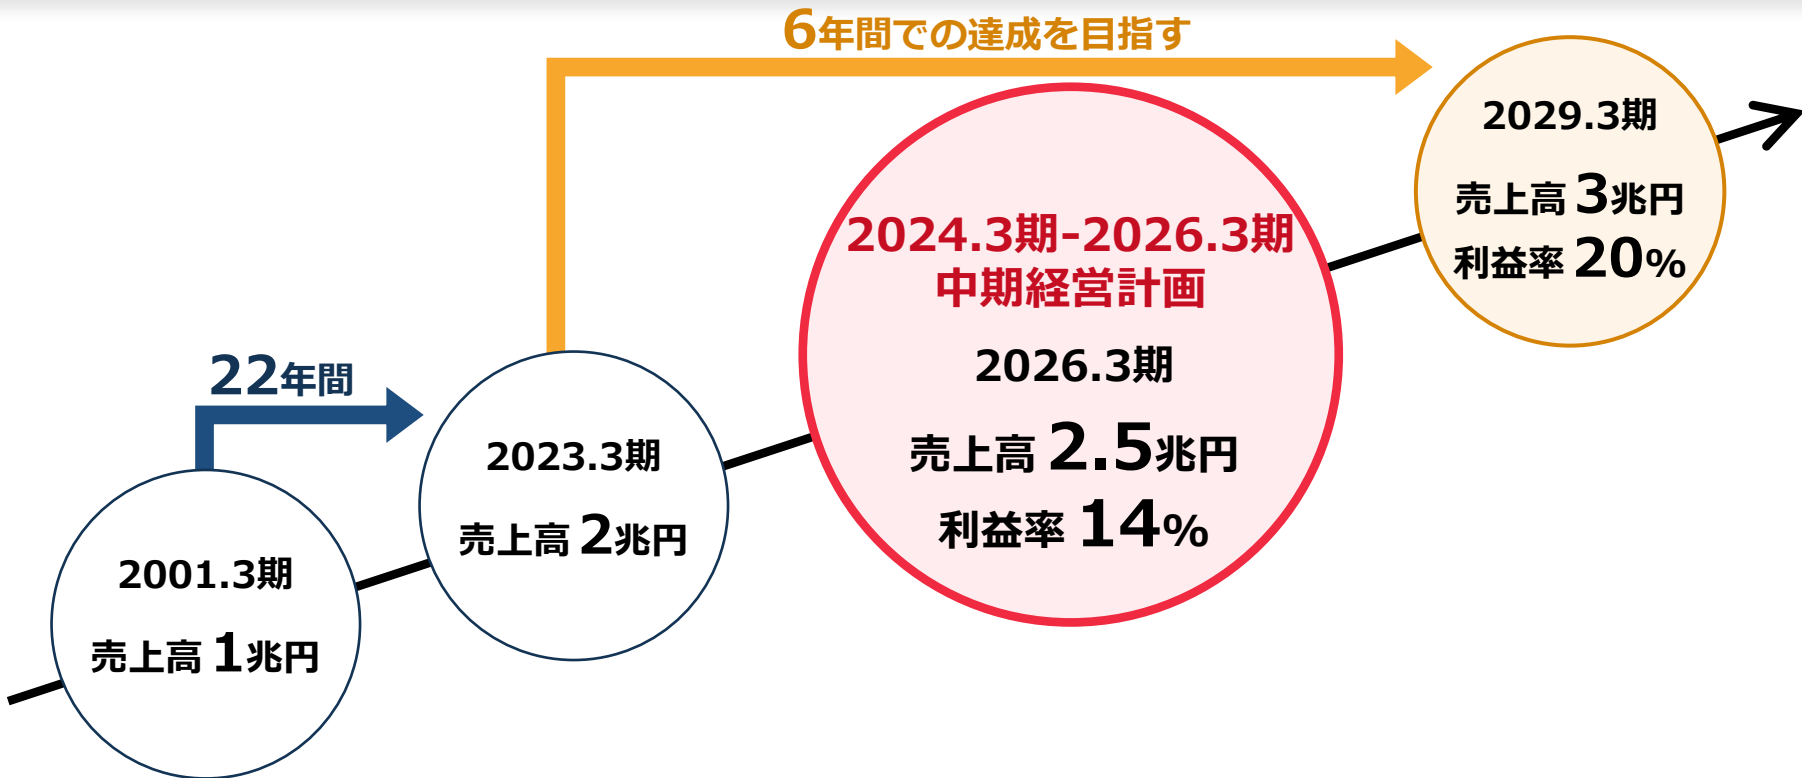 6年間での達成を目指す
22年間
2001.3期
売上高 1兆円
2023.3期
売上高 2兆円
2024.3期-2026.3期
中期経営計画
2026.3期
売上高 2.5兆円
利益率 14%
2029.3期
売上高 3兆円
利益率 20%